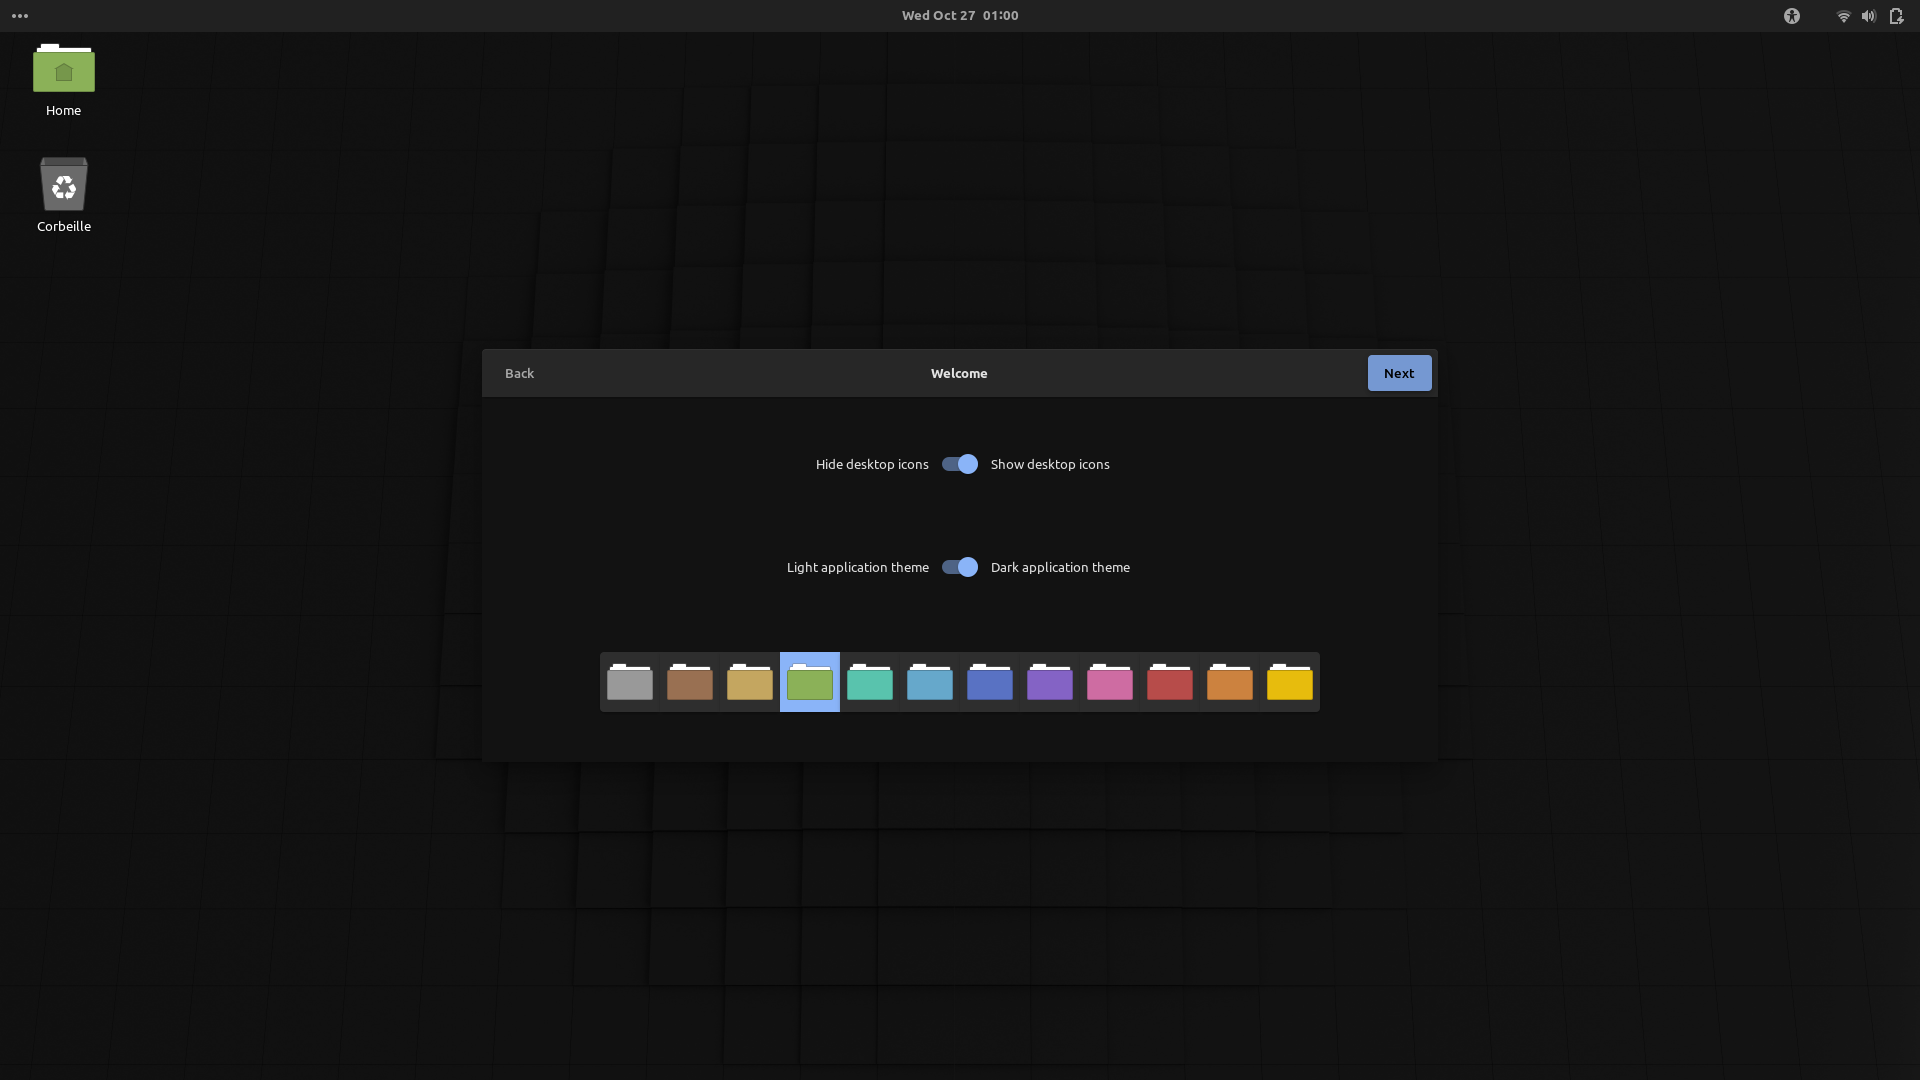 Wed Oct 27 01:00
Home
Corbeille
Back
Welcome
Next
Hide desktop icons
Show desktop icons
Light application theme
Dark application theme